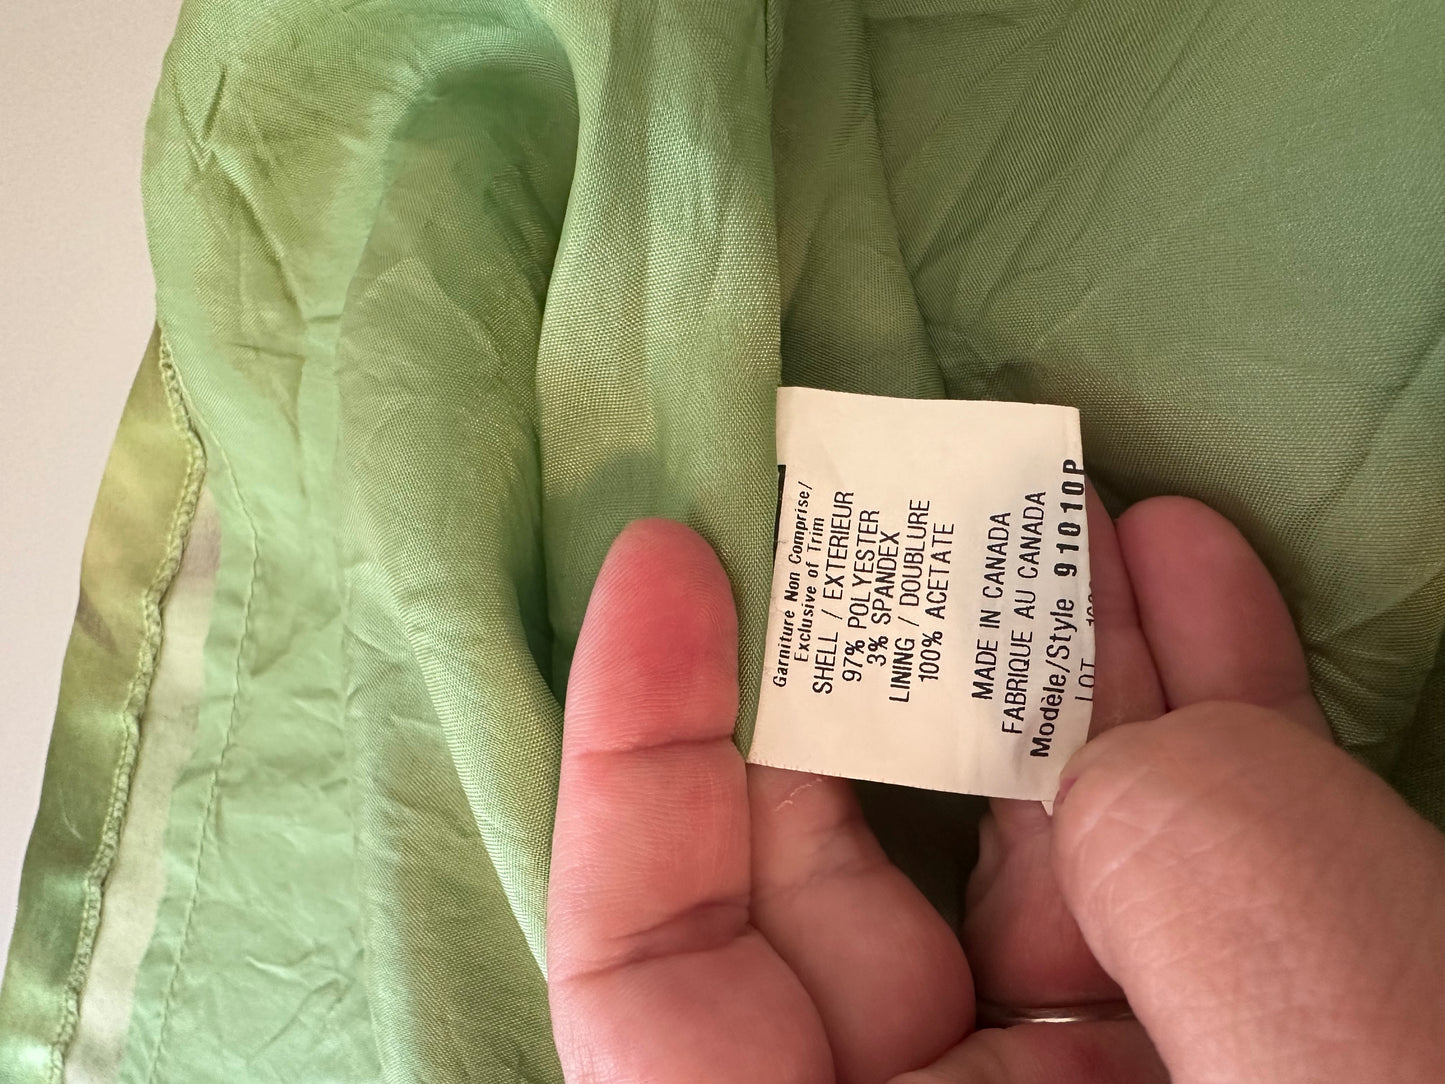 Garniture Non Comprise/
Exclusive of Trim
SHELL / EXTERIEUR
97% POLYESTER
3% SPANDEX
LINING / DOUBLURE
100% ACETATE
MADE IN CANADA
FABRIQUE AU CANADA
Modèle/Style 91010P
LOT